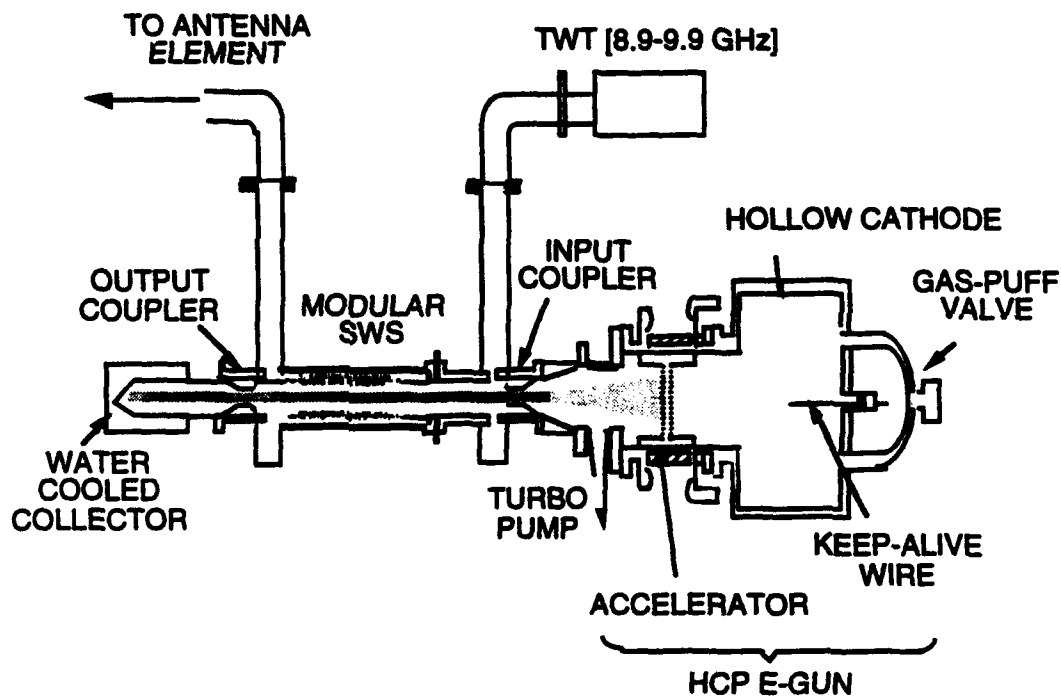 TO ANTENNA
ELEMENT
TWT [8.9-9.9 GHz]
HOLLOW CATHODE
GAS-PUFF
VALVE
OUTPUT
COUPLER
MODULAR
SWS
INPUT
COUPLER
WATER
COOLED
COLLECTOR
TURBO
PUMP
KEEP-ALIVE
WIRE
ACCELERATOR
HCP E-GUN